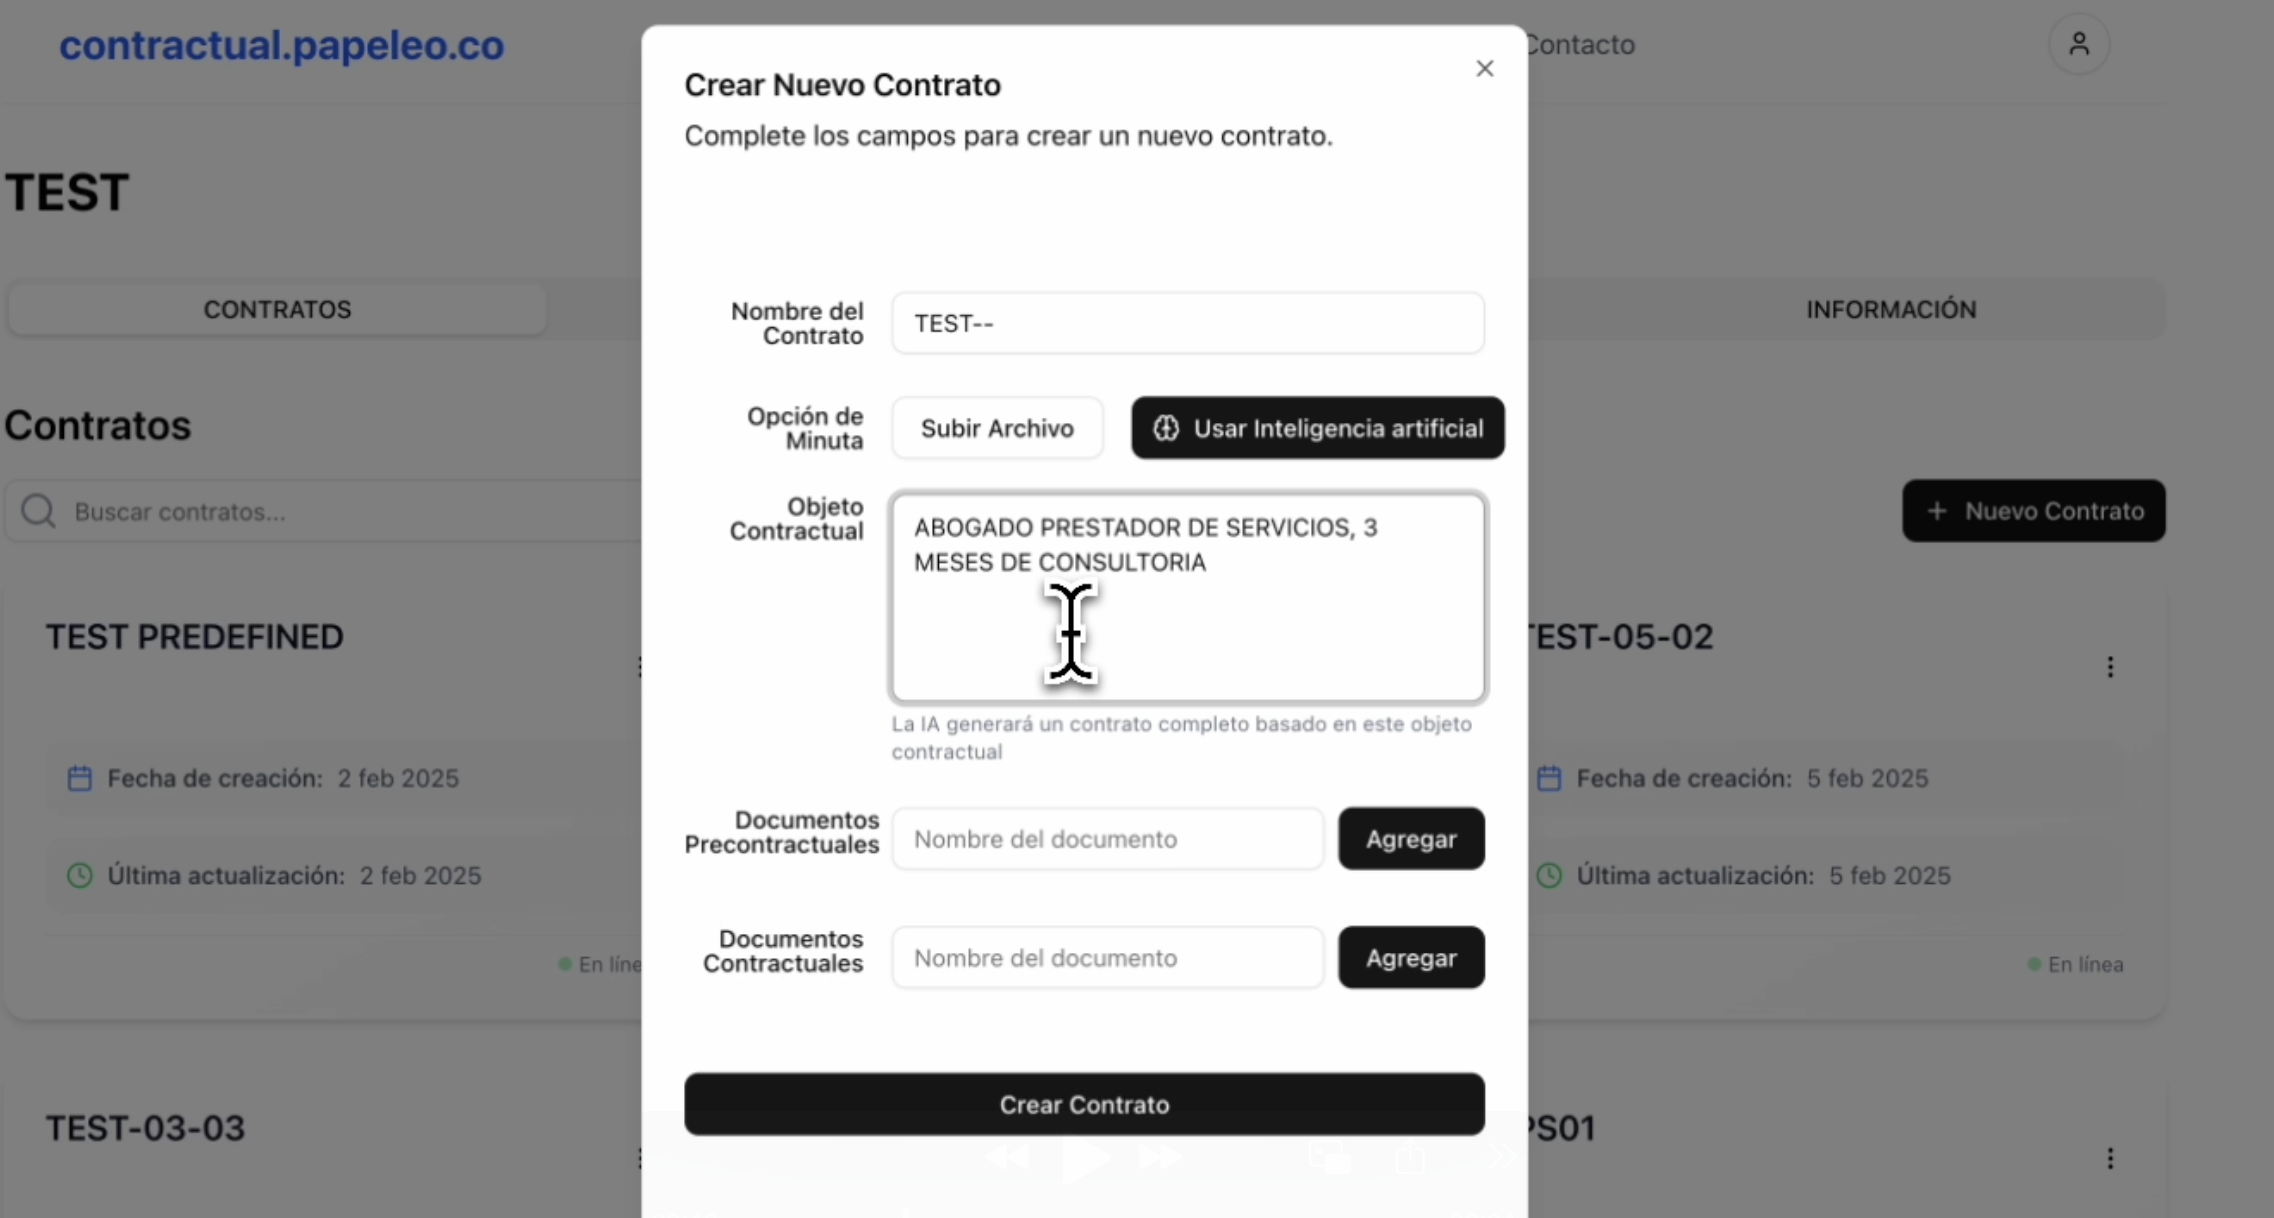 contractual.papeleo.co
Contacto
TEST
CONTRATOS
INFORMACIÓN
Contratos
Buscar contratos...
+ Nuevo Contrato
TEST PREDEFINED
Fecha de creación: 2 feb 2025
Última actualización: 2 feb 2025
En líne
TEST-05-02
Fecha de creación: 5 feb 2025
Última actualización: 5 feb 2025
En línea
TEST-03-03
PS01
Crear Nuevo Contrato
Complete los campos para crear un nuevo contrato.
Nombre del
Contrato
TEST--
Opción de
Minuta
Subir Archivo
Usar Inteligencia artificial
Objeto
Contractual
ABOGADO PRESTADOR DE SERVICIOS, 3
MESES DE CONSULTORIA
La IA generará un contrato completo basado en este objeto
contractual
Documentos
Precontractuales
Nombre del documento
Agregar
Documentos
Contractuales
Nombre del documento
Agregar
Crear Contrato